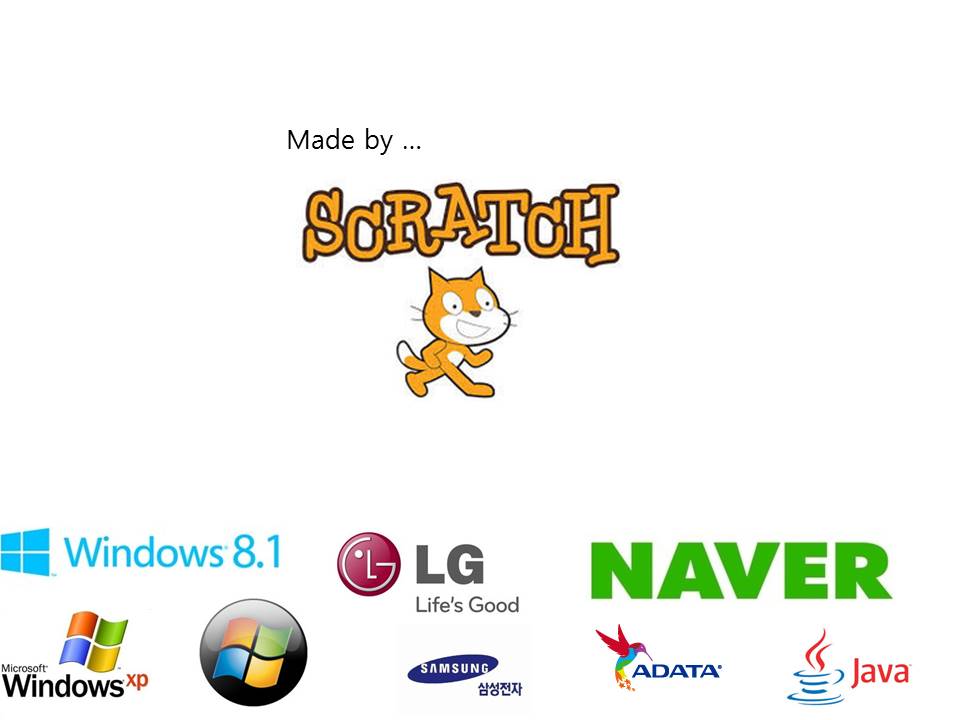 Made by ...
SCRATCH
Windows 8.1
LG
Life's Good
NAVER
Microsoft®
Windows xp
SAMSUNG
삼성전자
ADATA®
Java™